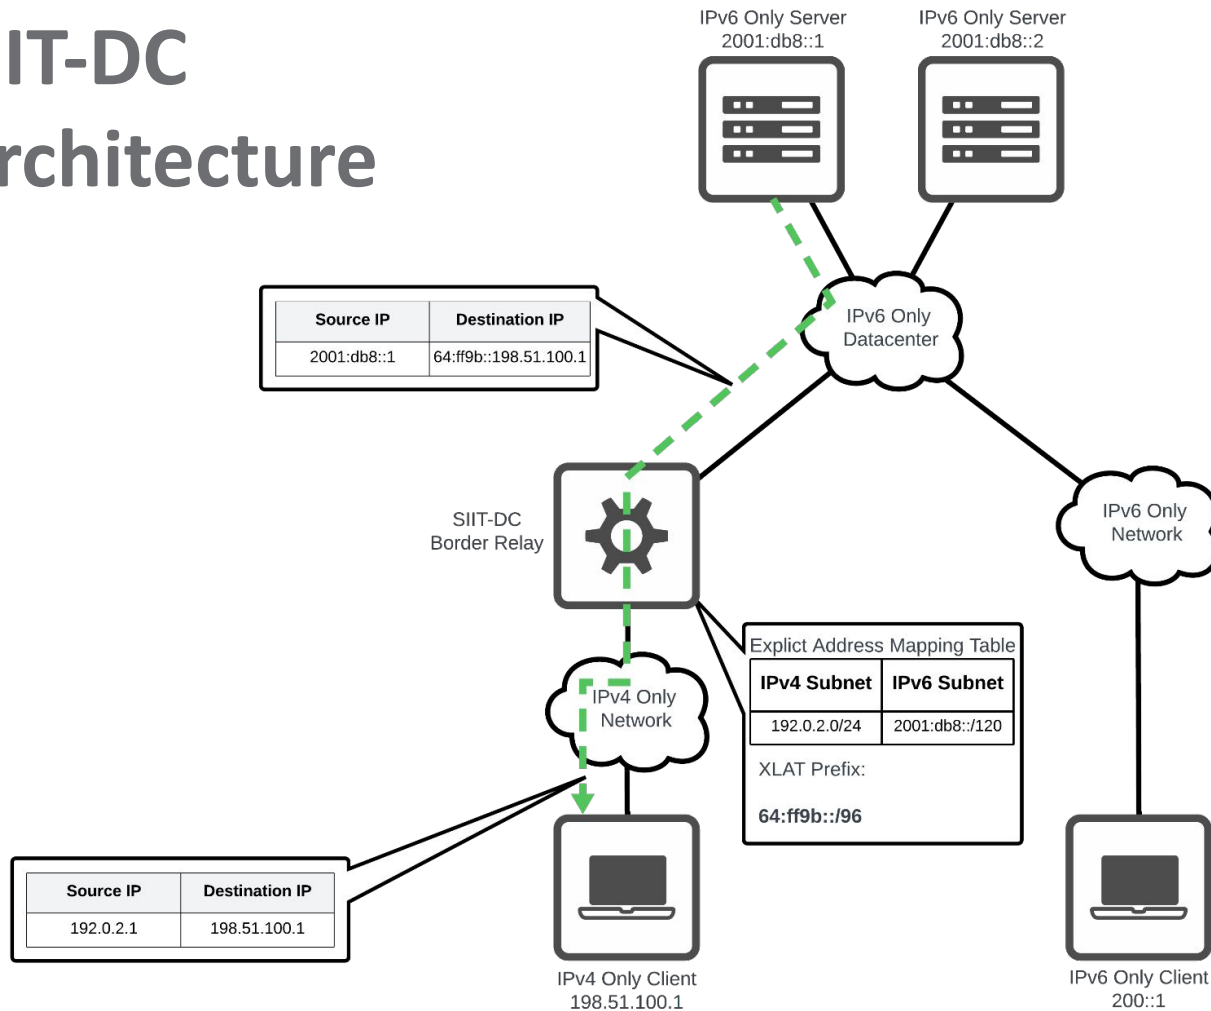 IT-DC
rchitecture
IPv6 Only Server
2001:db8::1
IPv6 Only Server
2001:db8::2
IPv6 Only
Datacenter
Source IP Destination IP
2001:db8::1 64:ff9b::198.51.100.1
SIIT-DC
Border Relay
IPv6 Only
Network
Explict Address Mapping Table
IPv4 Subnet IPv6 Subnet
192.0.2.0/24 2001:db8::/120
XLAT Prefix:
64:ff9b::/96
IPv4 Only
Network
Source IP Destination IP
192.0.2.1 198.51.100.1
IPv4 Only Client
198.51.100.1
IPv6 Only Client
200::1